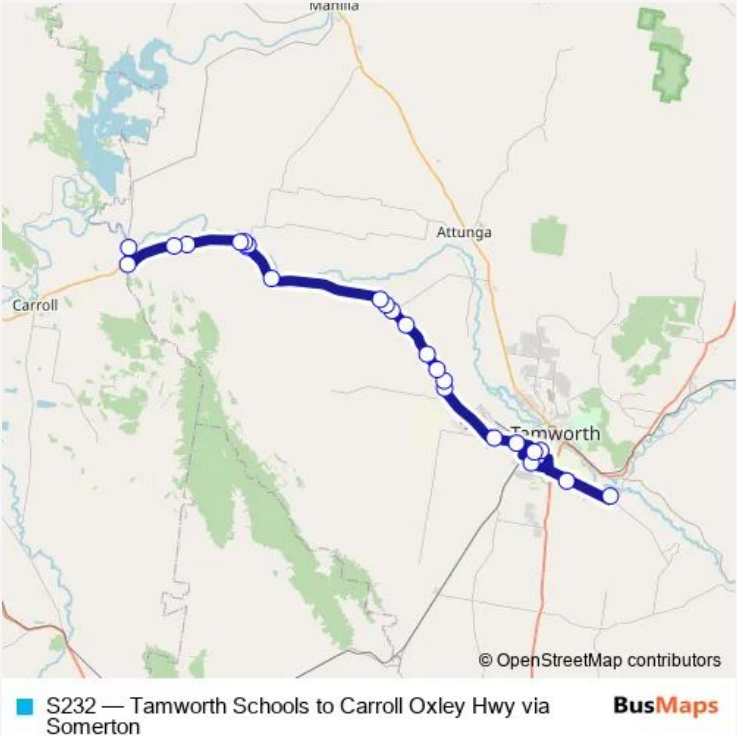 Manilla
Attunga
Carroll
Tamworth
© OpenStreetMap contributors
S232 — Tamworth Schools to Carroll Oxley Hwy via
Somerton
BusMaps